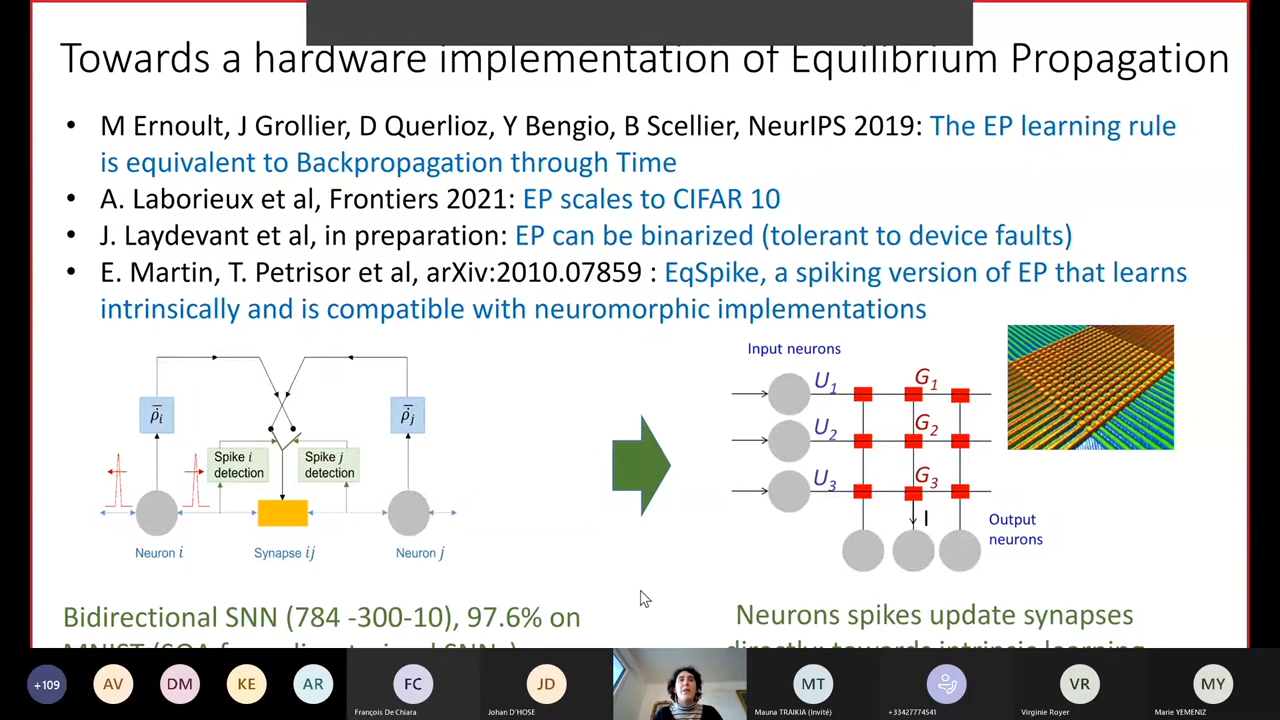 Towards a hardware implementation of Equilibrium Propagation
• M Ernoult, J Grollier, D Querlioz, Y Bengio, B Scellier, NeurIPS 2019: The EP learning rule
is equivalent to Backpropagation through Time
• A. Laborieux et al, Frontiers 2021: EP scales to CIFAR 10
• J. Laydevant et al, in preparation: EP can be binarized (tolerant to device faults)
• E. Martin, T. Petrisor et al, arXiv:2010.07859 : EqSpike, a spiking version of EP that learns
intrinsically and is compatible with neuromorphic implementations
ρ̇̅i
ρ̇̅j
Spike i
detection
Spike j
detection
Neuron i
Synapse ij
Neuron j
Input neurons
U1
G1
U2
G2
U3
G3
I
Output
neurons
Bidirectional SNN (784 -300-10), 97.6% on
Neurons spikes update synapses
directly: towards intrinsic learning
+109
AV
DM
KE
AR
FC
François De Chiara
JD
Johan D'HOSE
MT
Mauna TRAIKIA (Invité)
+33427774541
VR
Virginie Royer
MY
Marie YEMENIZ